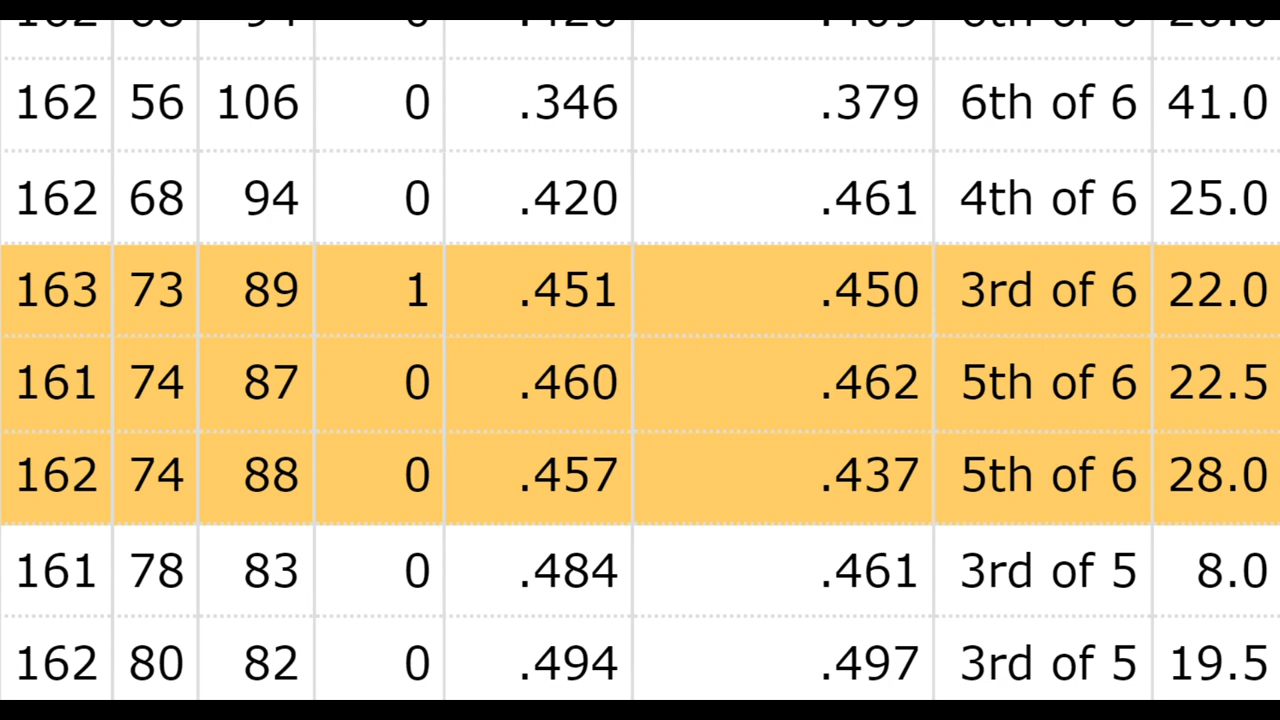 162 56 106 0 .346 .379 6th of 6 41.0
162 68 94 0 .420 .461 4th of 6 25.0
163 73 89 1 .451 .450 3rd of 6 22.0
161 74 87 0 .460 .462 5th of 6 22.5
162 74 88 0 .457 .437 5th of 6 28.0
161 78 83 0 .484 .461 3rd of 5 8.0
162 80 82 0 .494 .497 3rd of 5 19.5